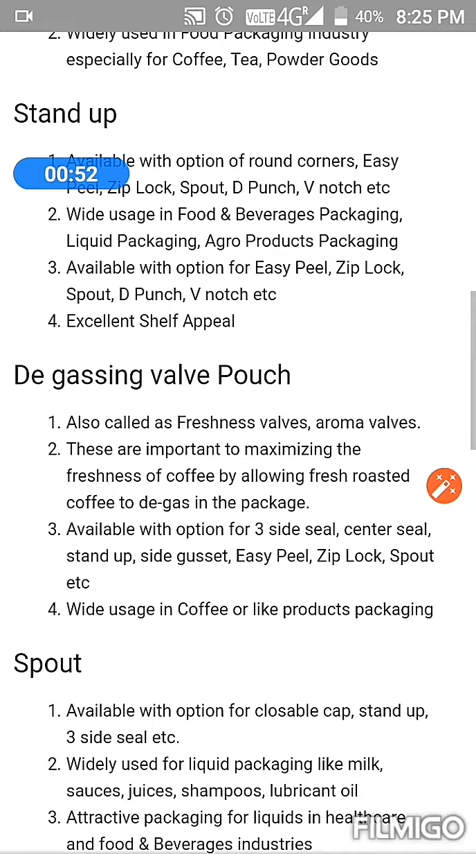 VoLTE 4G R 40% 8:25 PM
2. Widely used in Food Packaging Industry
especially for Coffee, Tea, Powder Goods
Stand up
1. Available with option of round corners, Easy
00:52
Peel, Zip Lock, Spout, D Punch, V notch etc
2. Wide usage in Food & Beverages Packaging,
Liquid Packaging, Agro Products Packaging
3. Available with option for Easy Peel, Zip Lock,
Spout, D Punch, V notch etc
4. Excellent Shelf Appeal
De gassing valve Pouch
1. Also called as Freshness valves, aroma valves.
2. These are important to maximizing the
freshness of coffee by allowing fresh roasted
coffee to de-gas in the package.
3. Available with option for 3 side seal, center seal,
stand up, side gusset, Easy Peel, Zip Lock, Spout
etc
4. Wide usage in Coffee or like products packaging
Spout
1. Available with option for closable cap, stand up,
3 side seal etc.
2. Widely used for liquid packaging like milk,
sauces, juices, shampoos, lubricant oil
3. Attractive packaging for liquids in healthcare
and food & Beverages industries
FILMIGO